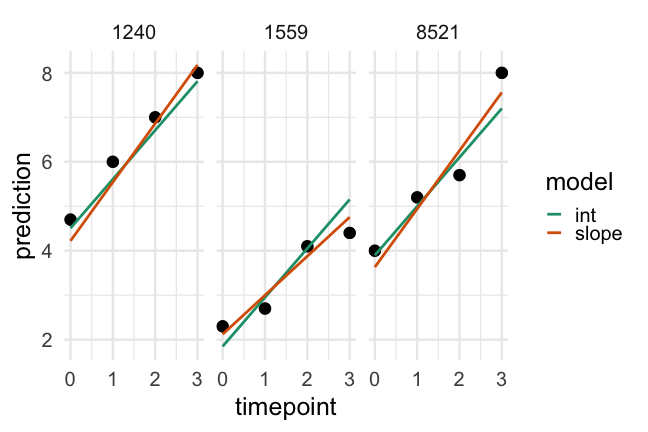 1240 1559 8521
8
6
4
2
prediction
0 1 2 3 0 1 2 3 0 1 2 3
timepoint
model
int
slope